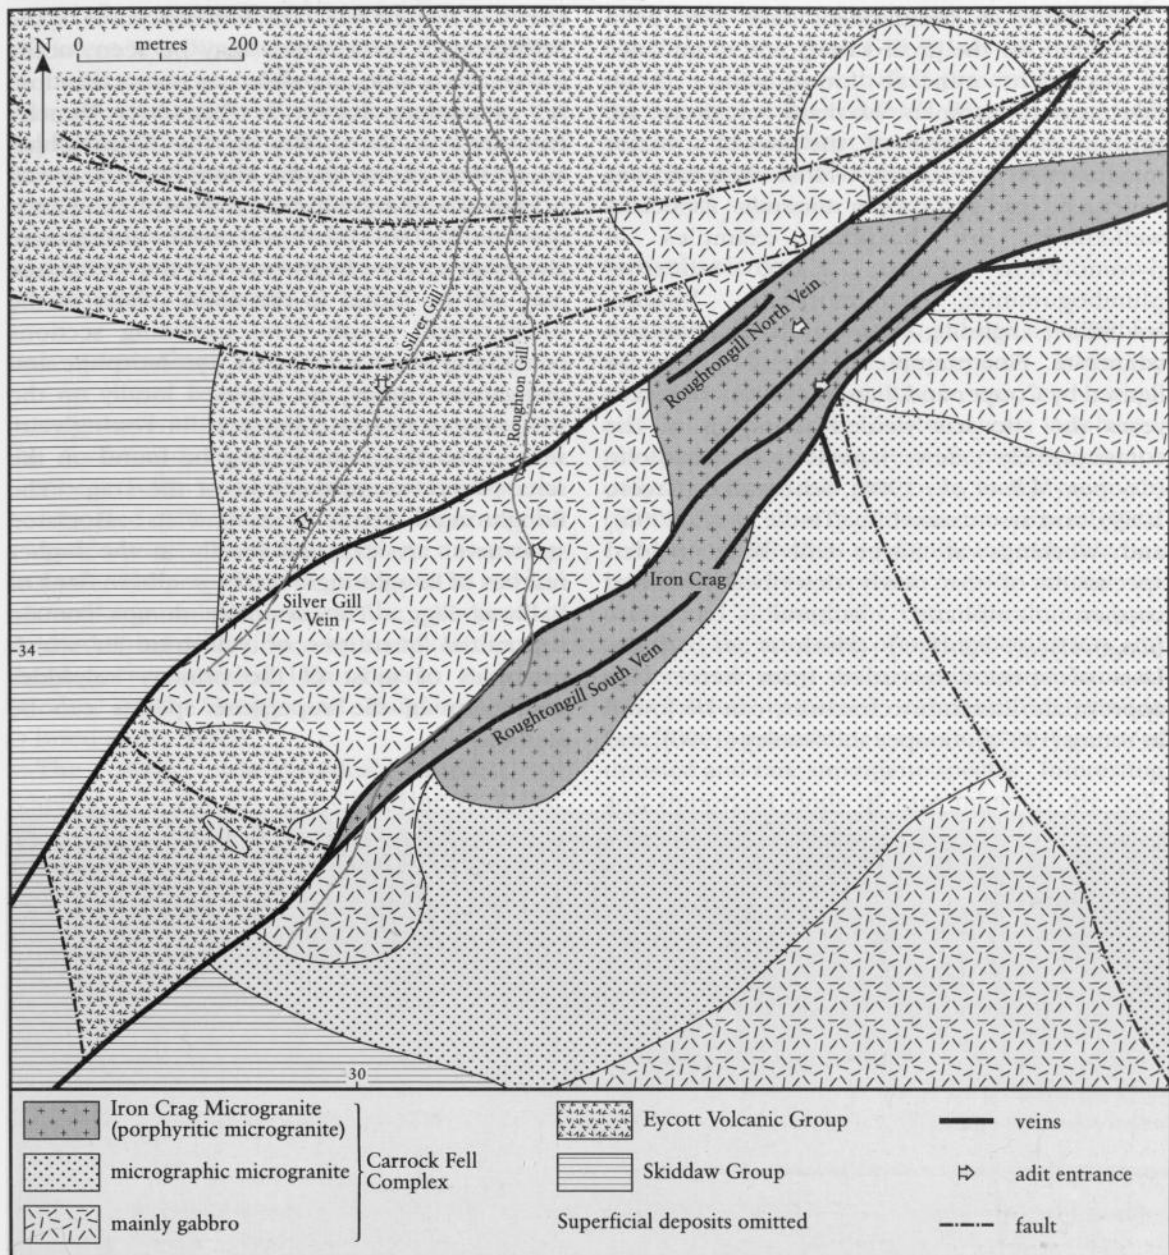 N
0 metres 200
Silver Gill
Roughton Gill
Roughtongill North Vein
Silver Gill
Vein
Iron Crag
Roughtongill South Vein
34
30
Iron Crag Microgranite
(porphyritic microgranite)
micrographic microgranite
mainly gabbro
Carrock Fell
Complex
Eycott Volcanic Group
Skiddaw Group
Superficial deposits omitted
veins
adit entrance
fault